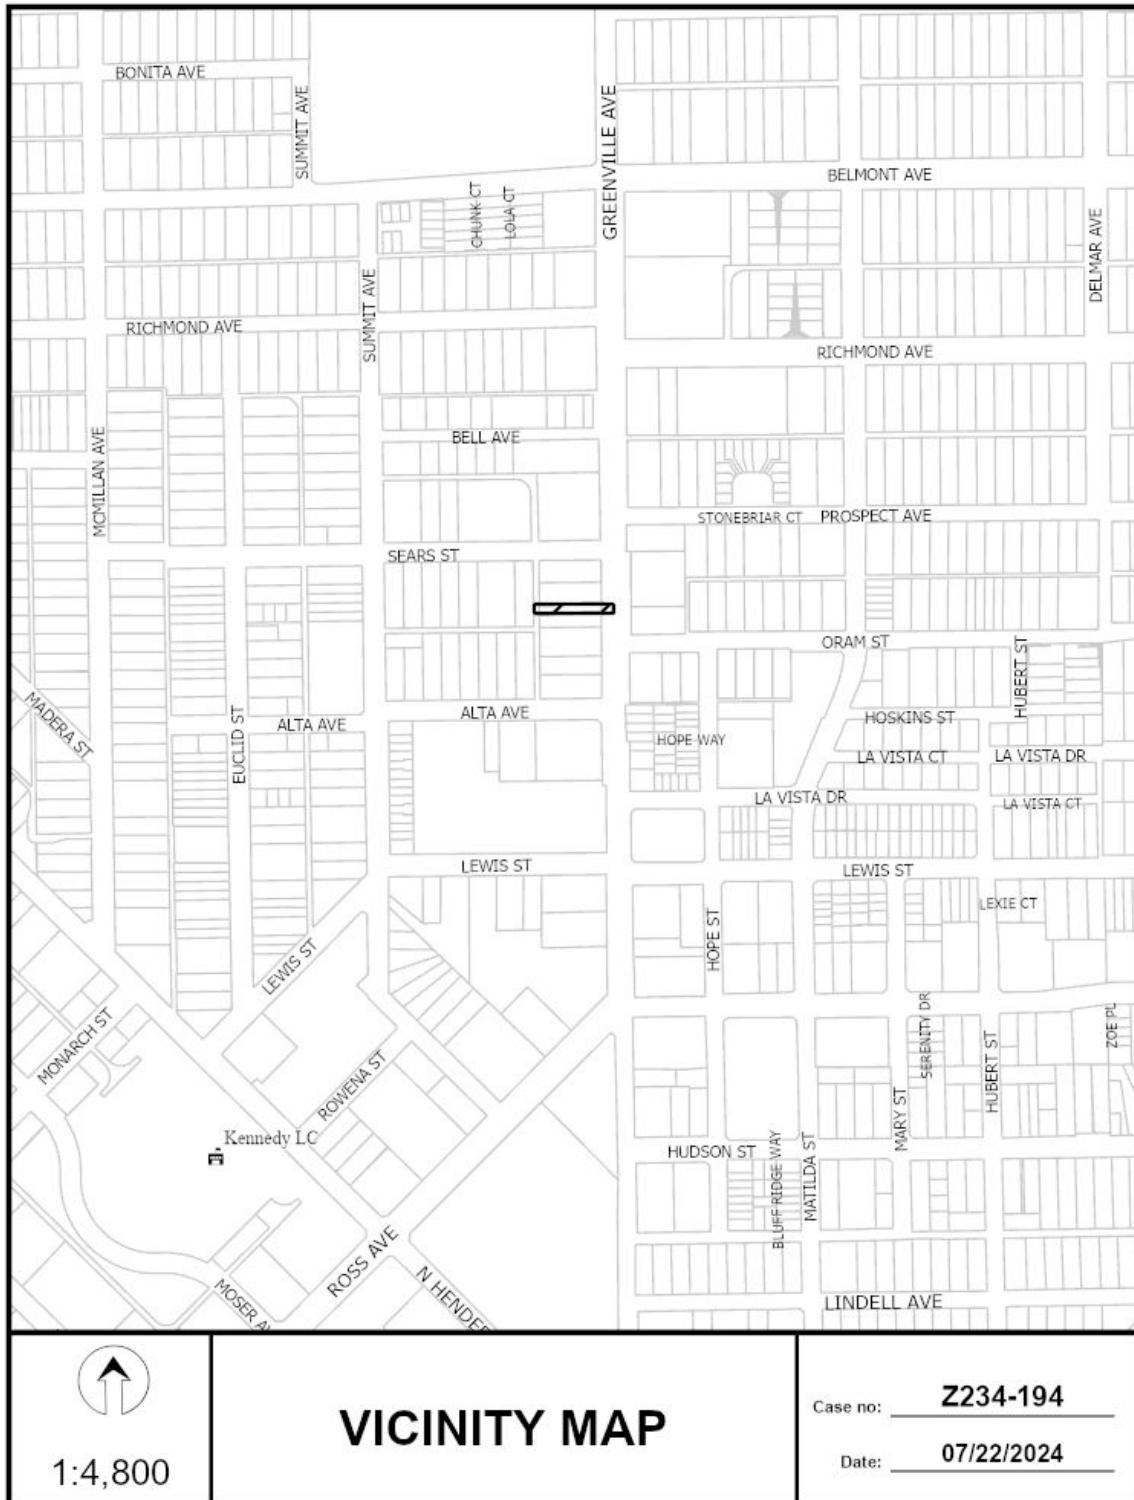 BONITA AVE
SUMMIT AVE
GREENVILLE AVE
BELMONT AVE
CHUNK CT
LOLA CT
DELMAR AVE
SUMMIT AVE
RICHMOND AVE
RICHMOND AVE
MCMILLAN AVE
BELL AVE
STONEBRIAR CT
PROSPECT AVE
SEARS ST
ORAM ST
HUBERT ST
MADERA ST
EUCLID ST
ALTA AVE
ALTA AVE
HOSKINS ST
HOPE WAY
LA VISTA CT
LA VISTA DR
LA VISTA DR
LA VISTA CT
LEWIS ST
LEWIS ST
LEXIE CT
HOPE ST
LEWIS ST
MONARCH ST
ROWENA ST
SERENITY DR
HUBERT ST
ZOE PL
MARY ST
Kennedy LC
HUDSON ST
BLUFF RIDGE WAY
MATILDA ST
ROSS AVE
MOSER A
N HENDE
LINDELL AVE
1:4,800
VICINITY MAP
Case no: Z234-194
Date: 07/22/2024